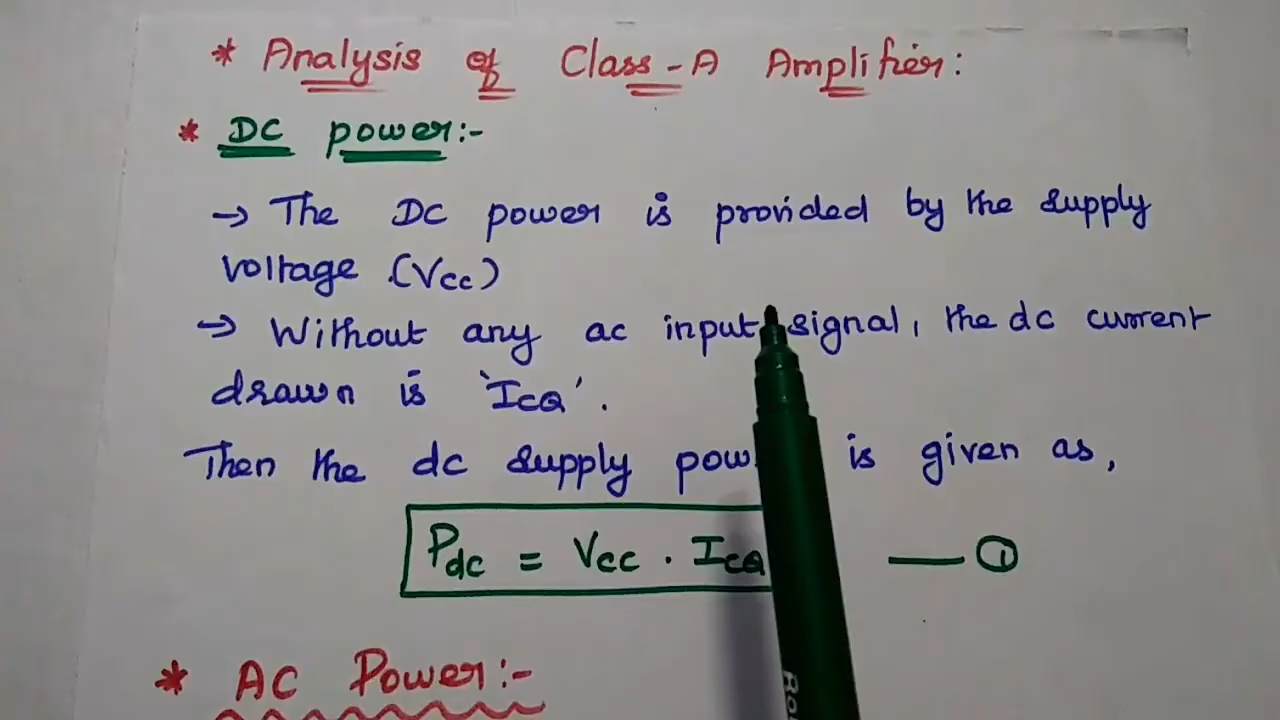 * Analysis of Class-A Amplifier:
* DC power:-
→ The DC power is provided by the supply
voltage (Vcc)
→ Without any ac input signal, the dc current
drawn is 'ICQ'.
Then the dc supply pow is given as,
Pdc = Vcc . ICQ — ①
* AC Power:-